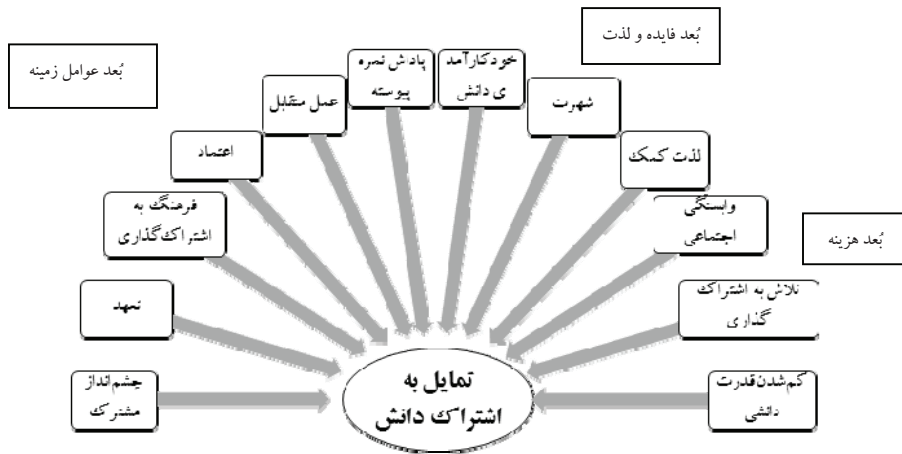 بُعد فایده و لذت
بُعد عوامل زمینه
پاداش نمره
پیوسته
خودکارآمد
ی دانش
عمل متقابل
شهرت
اعتماد
لذت کمک
فرهنگ به
اشتراک‌گذاری
وابستگی
اجتماعی
بُعد هزینه
تعهد
تلاش به اشتراک
گذاری
چشم‌انداز
مشترک
تمایل به
اشتراک دانش
کم‌شدن قدرت
دانشی